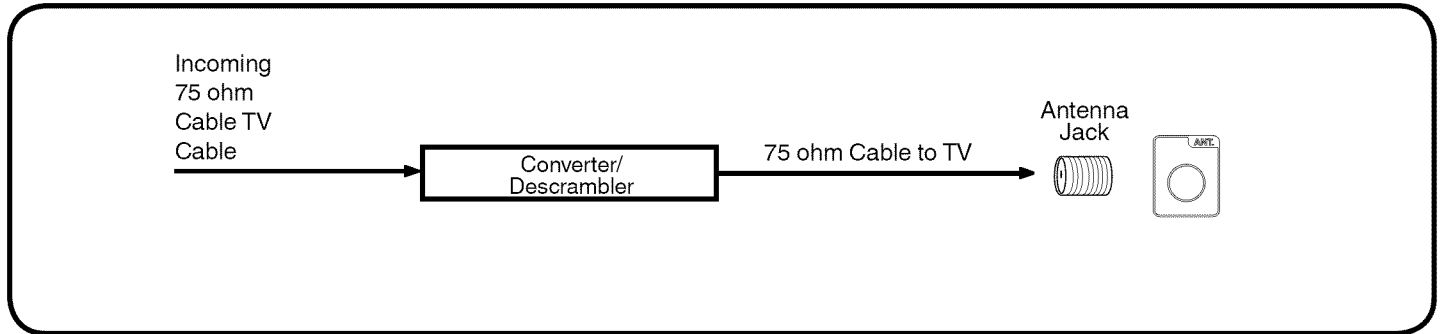 Incoming
75 ohm
Cable TV
Cable
Converter/
Descrambler
75 ohm Cable to TV
Antenna
Jack
ANT.